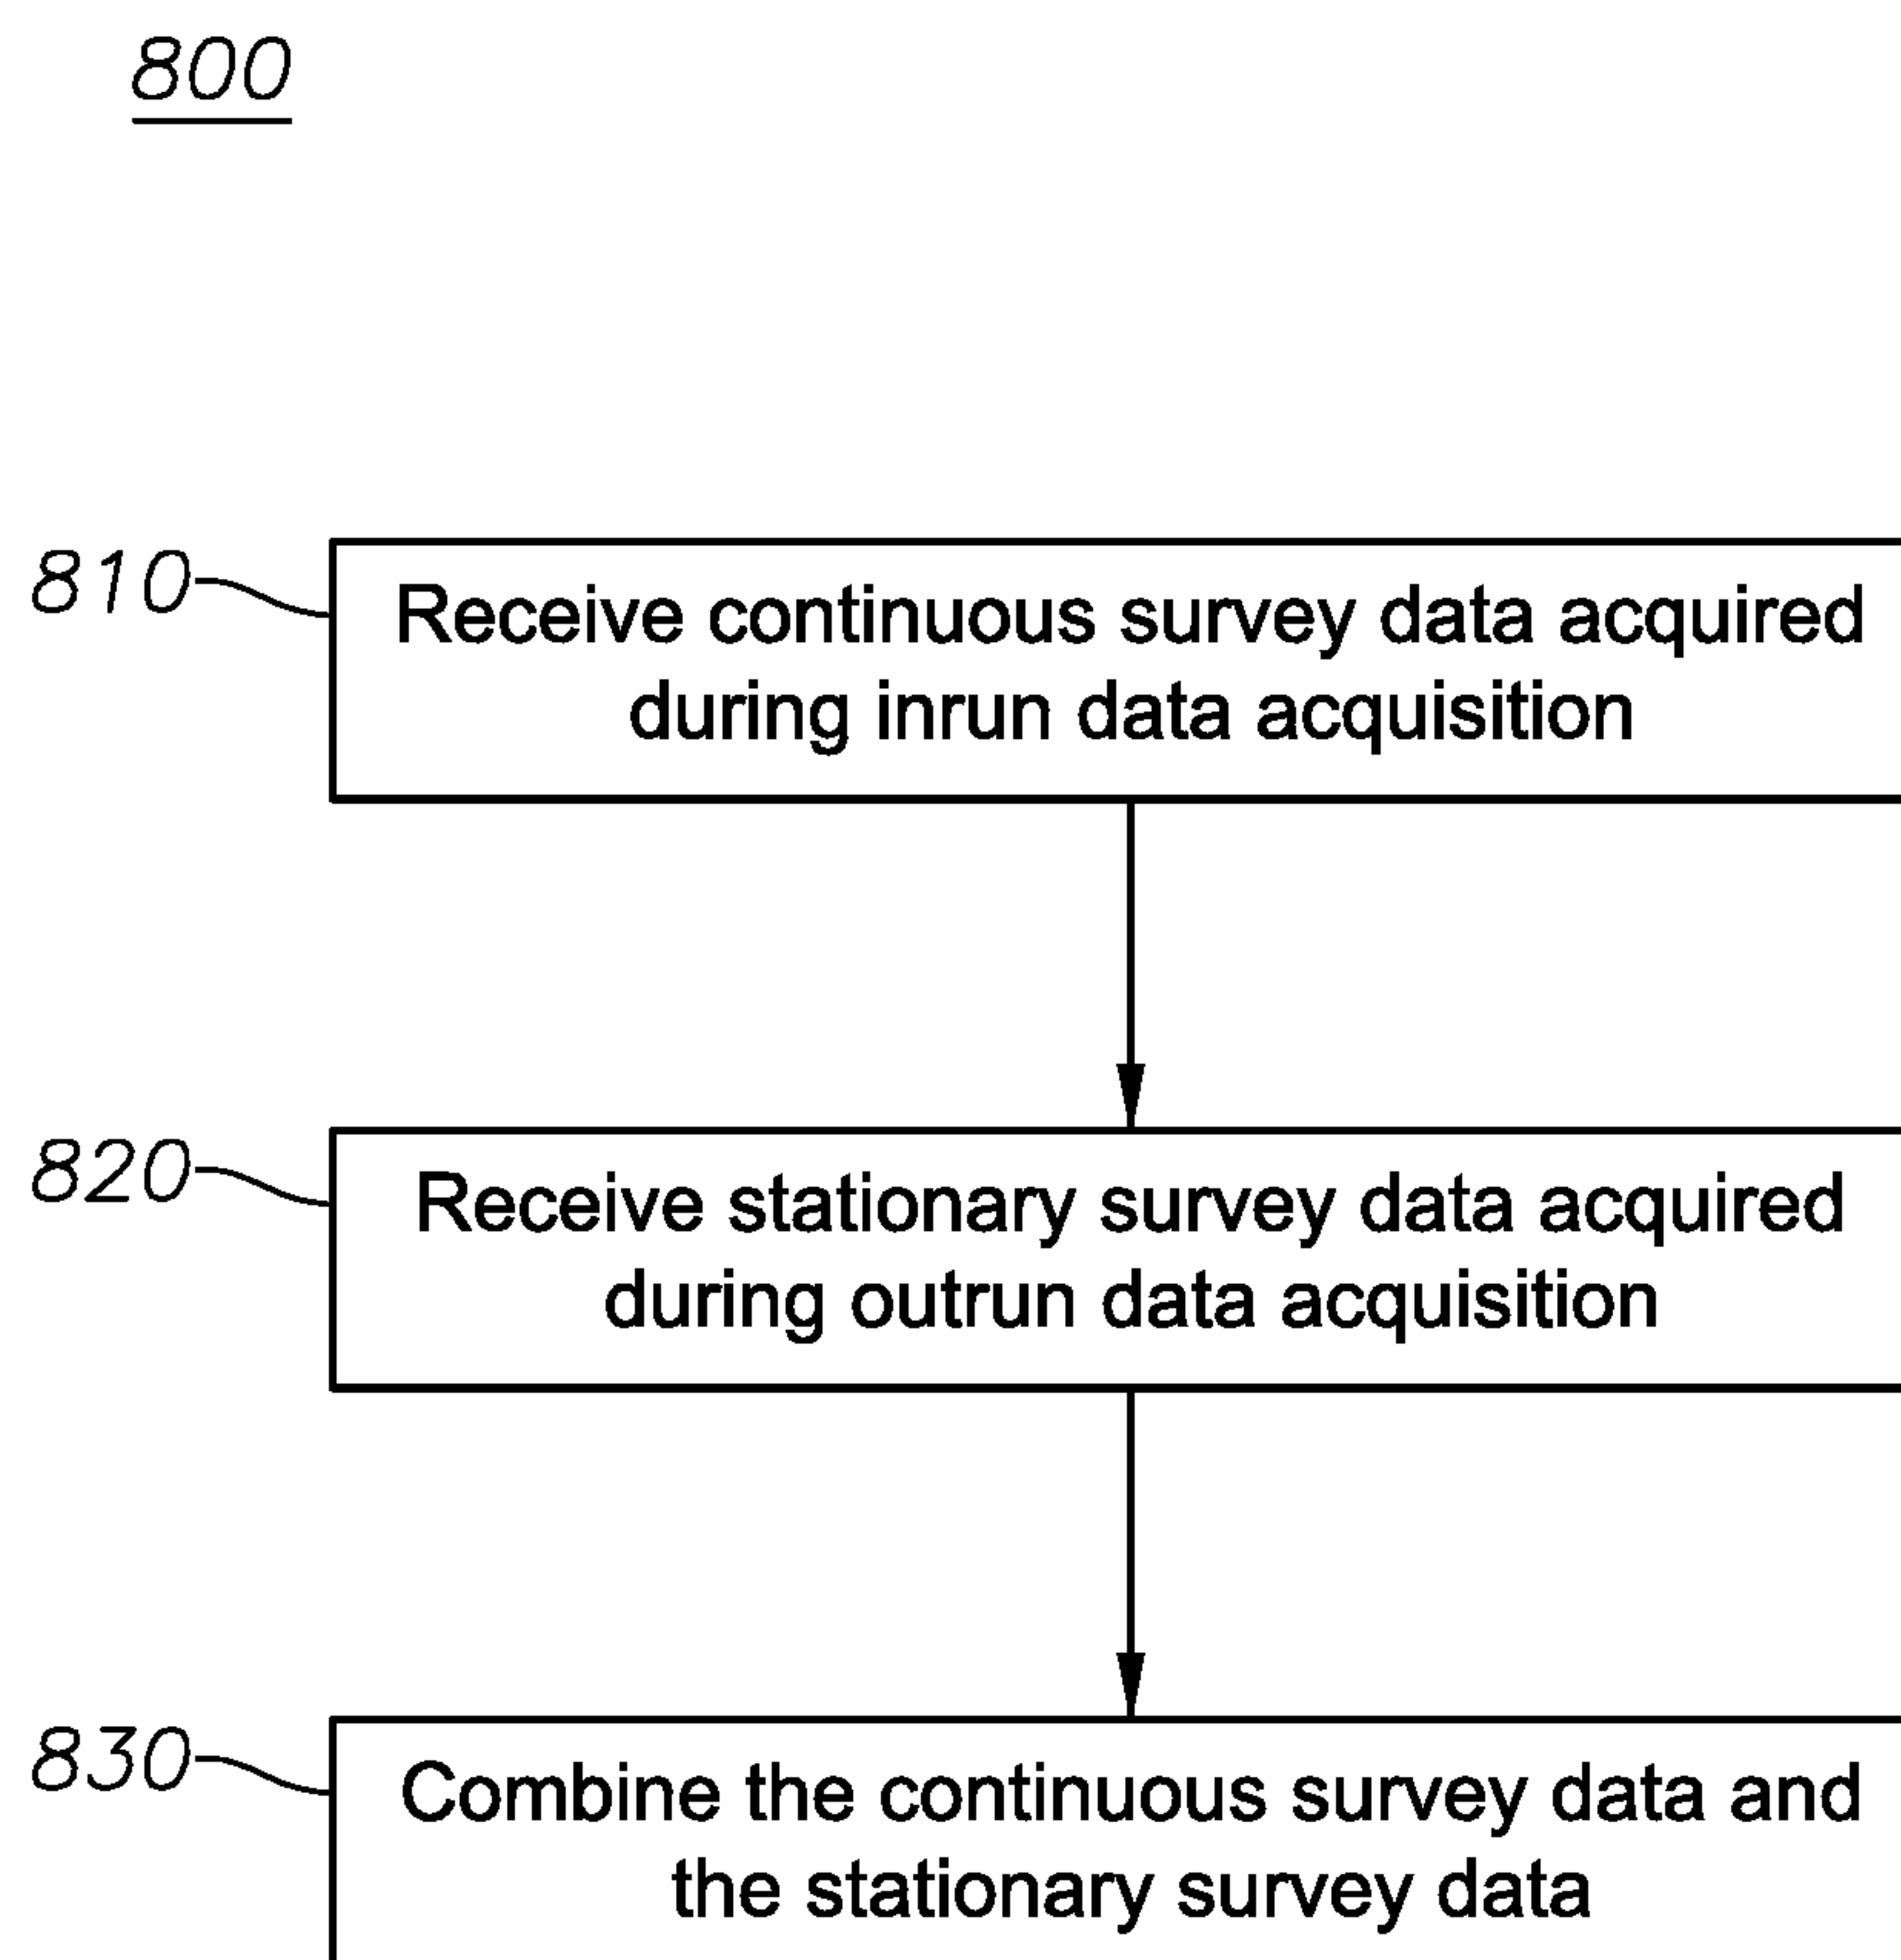 800
810
Receive continuous survey data acquired
during inrun data acquisition
820
Receive stationary survey data acquired
during outrun data acquisition
830
Combine the continuous survey data and
the stationary survey data